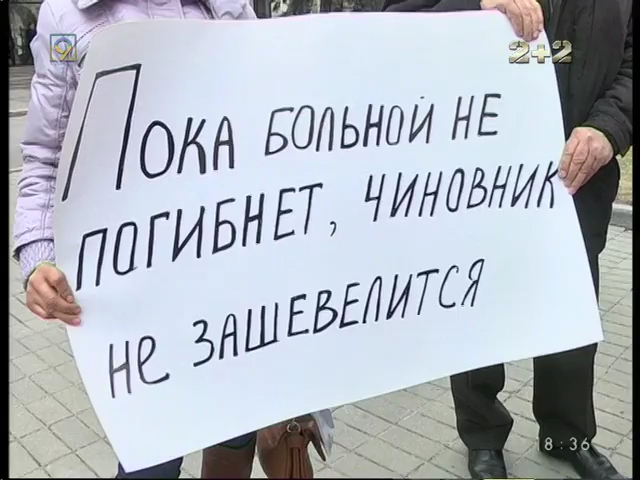 2+2
Пока больной не
погибнет, чиновник
не зашевелится
18:36